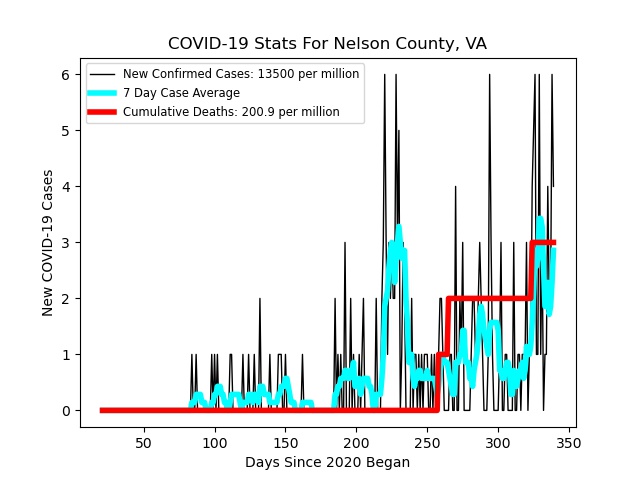 COVID-19 Stats For Nelson County, VA
New Confirmed Cases: 13500 per million
7 Day Case Average
Cumulative Deaths: 200.9 per million
New COVID-19 Cases
6
5
4
3
2
1
0
50 100 150 200 250 300 350
Days Since 2020 Began